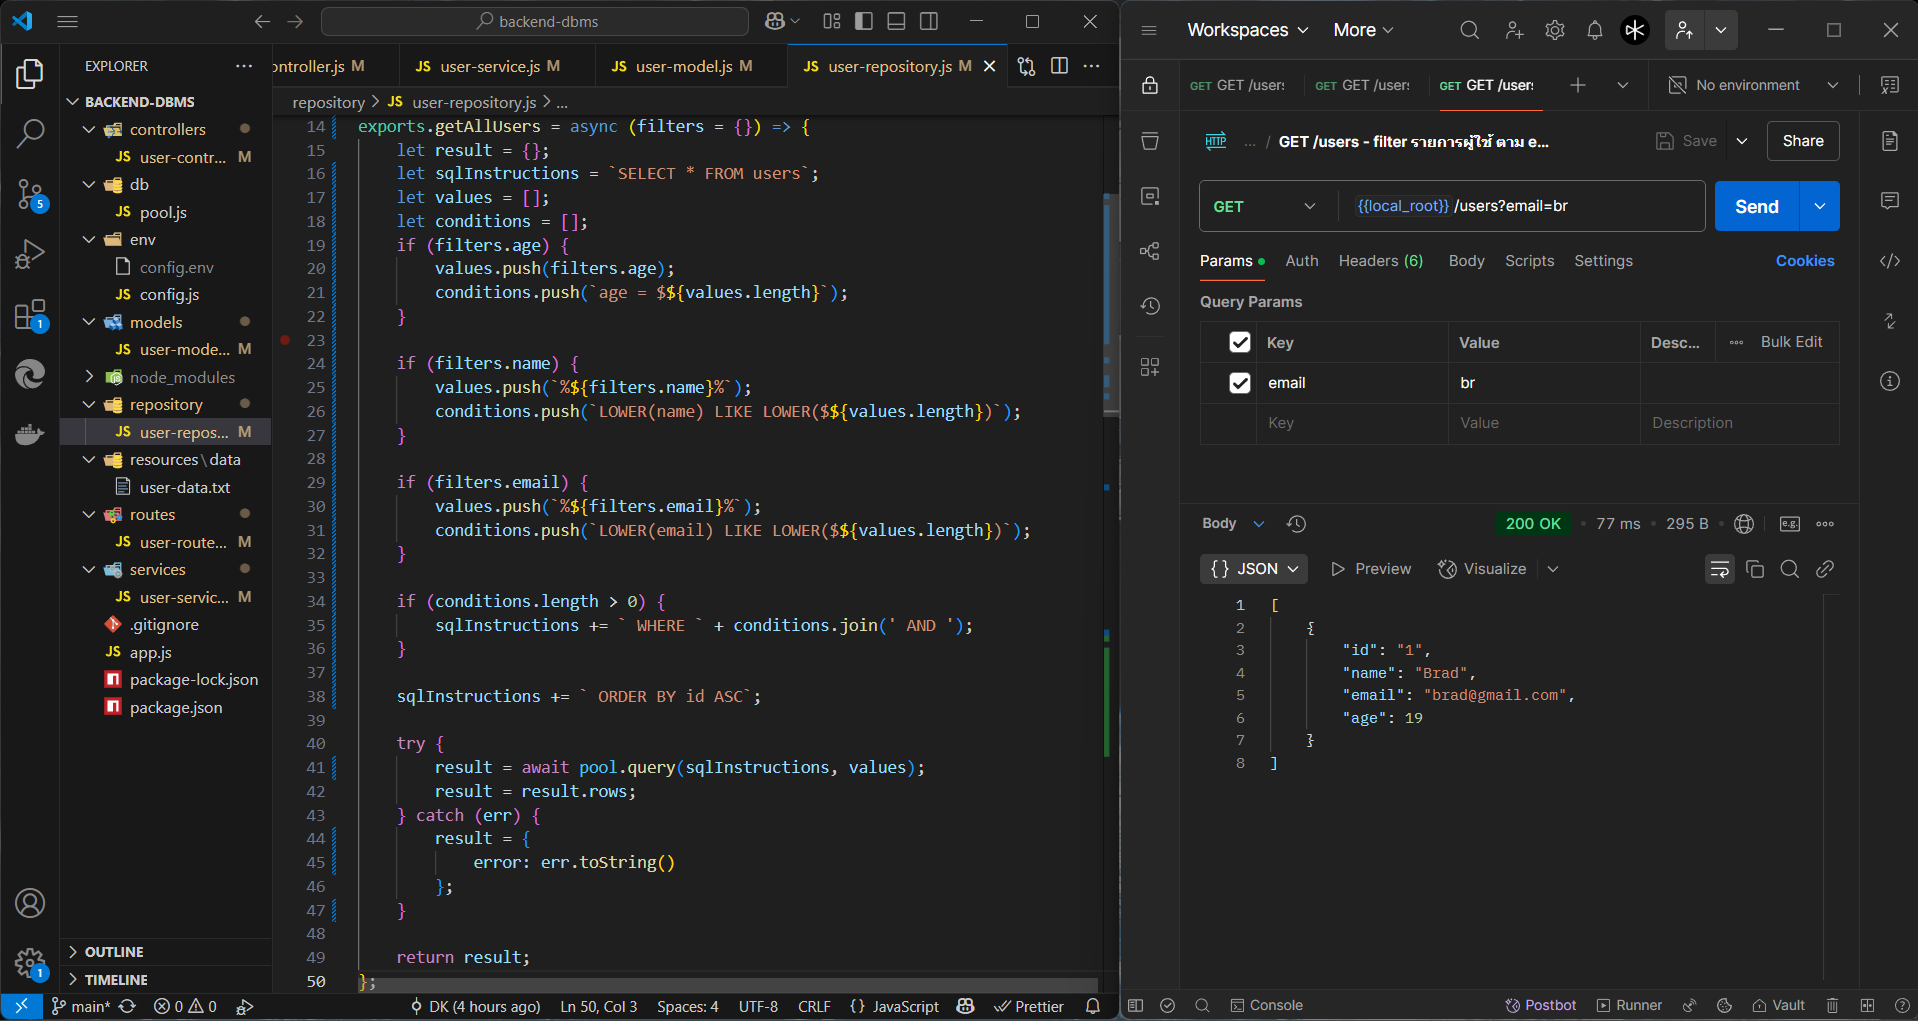 backend-dbms
EXPLORER
BACKEND-DBMS
controllers
JS user-contr... M
db
JS pool.js
env
config.env
JS config.js
models
JS user-mode... M
node_modules
repository
JS user-repos... M
resources\data
user-data.txt
routes
JS user-route... M
services
JS user-servic... M
.gitignore
JS app.js
package-lock.json
package.json
OUTLINE
TIMELINE
5
1
1
ontroller.js M
JS user-service.js M
JS user-model.js M
JS user-repository.js M
repository > JS user-repository.js > ...
14 exports.getAllUsers = async (filters = {}) => {
15 let result = {};
16 let sqlInstructions = `SELECT * FROM users`;
17 let values = [];
18 let conditions = [];
19 if (filters.age) {
20 values.push(filters.age);
21 conditions.push(`age = $${values.length}`);
22 }
23
24 if (filters.name) {
25 values.push(`%${filters.name}%`);
26 conditions.push(`LOWER(name) LIKE LOWER($${values.length})`);
27 }
28
29 if (filters.email) {
30 values.push(`%${filters.email}%`);
31 conditions.push(`LOWER(email) LIKE LOWER($${values.length})`);
32 }
33
34 if (conditions.length > 0) {
35 sqlInstructions += ` WHERE ` + conditions.join(' AND ');
36 }
37
38 sqlInstructions += ` ORDER BY id ASC`;
39
40 try {
41 result = await pool.query(sqlInstructions, values);
42 result = result.rows;
43 } catch (err) {
44 result = {
45 error: err.toString()
46 };
47 }
48
49 return result;
50 };
main* 0 0 DK (4 hours ago) Ln 50, Col 3 Spaces: 4 UTF-8 CRLF {} JavaScript Prettier
Workspaces More
GET GET /users GET GET /users GET GET /users No environment
HTTP ... / GET /users - filter รายการผู้ใช้ ตาม e... Save Share
GET {{local_root}} /users?email=br Send
Params Auth Headers (6) Body Scripts Settings Cookies
Query Params
Key Value Desc... Bulk Edit
email br
Key Value Description
Body 200 OK 77 ms 295 B e.g.
{} JSON Preview Visualize
1 [
2 {
3 "id": "1",
4 "name": "Brad",
5 "email": "brad@gmail.com",
6 "age": 19
7 }
8 ]
Console Postbot Runner Vault